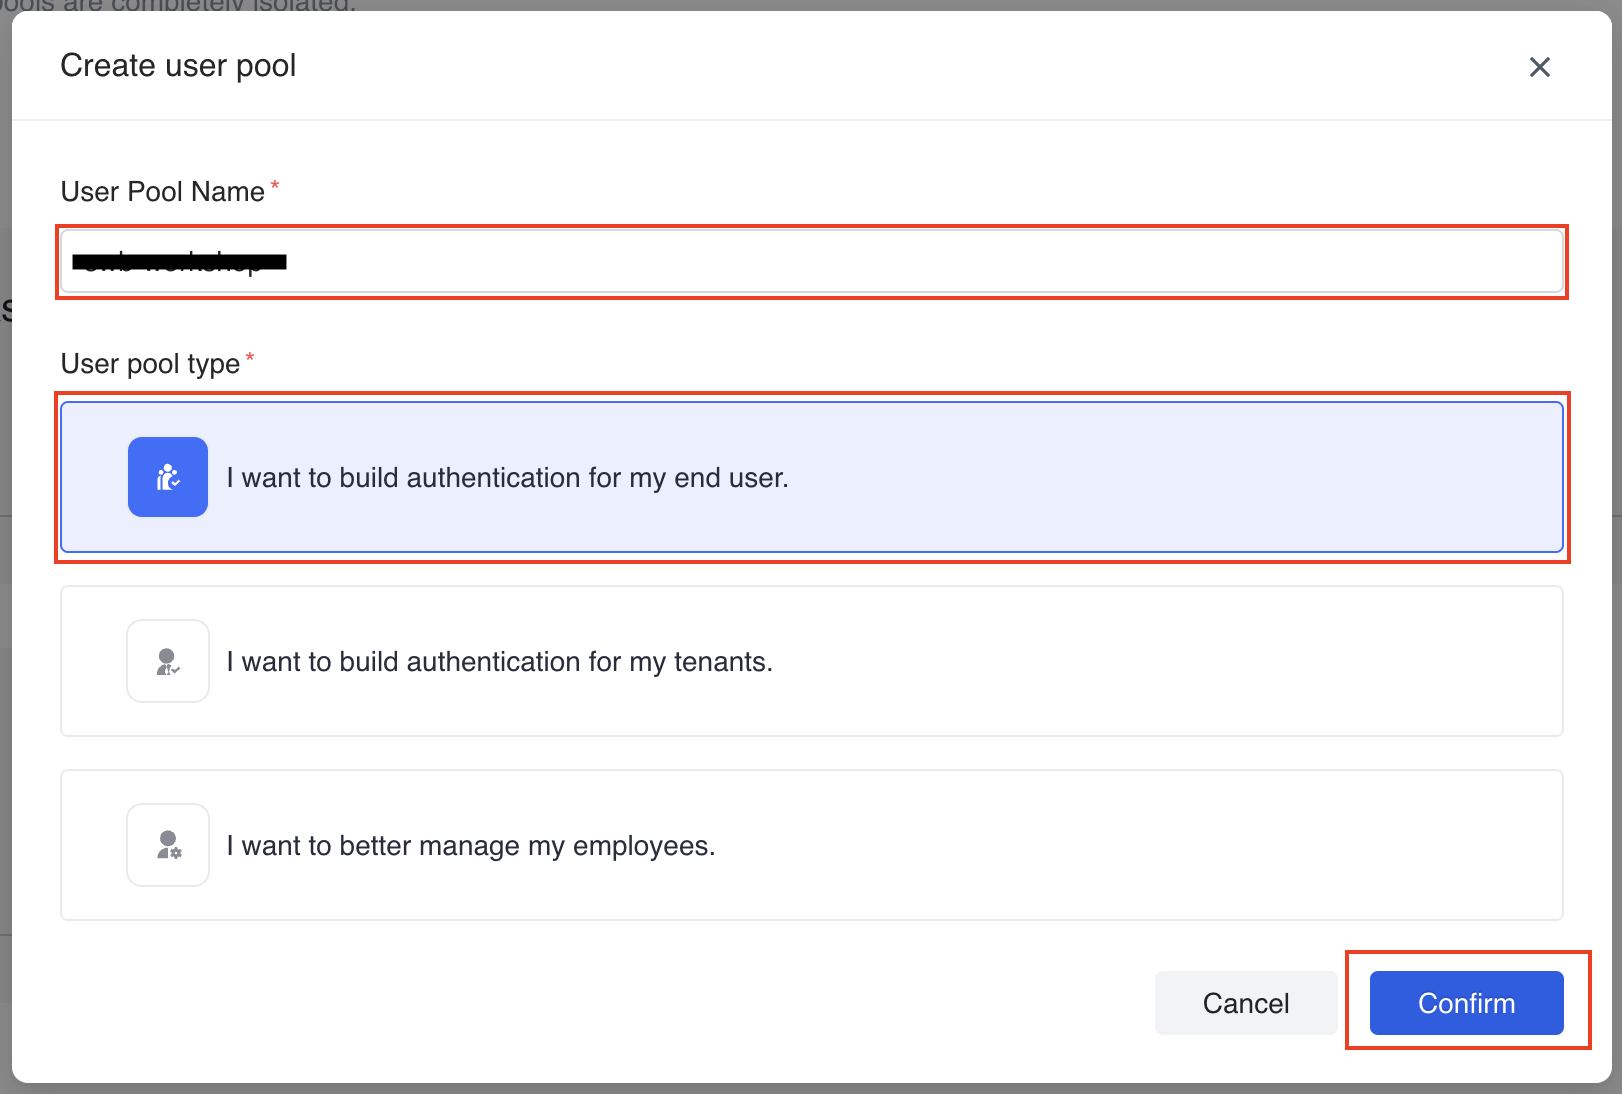 pools are completely isolated.
Create user pool
User Pool Name *
User pool type *
I want to build authentication for my end user.
I want to build authentication for my tenants.
I want to better manage my employees.
Cancel
Confirm